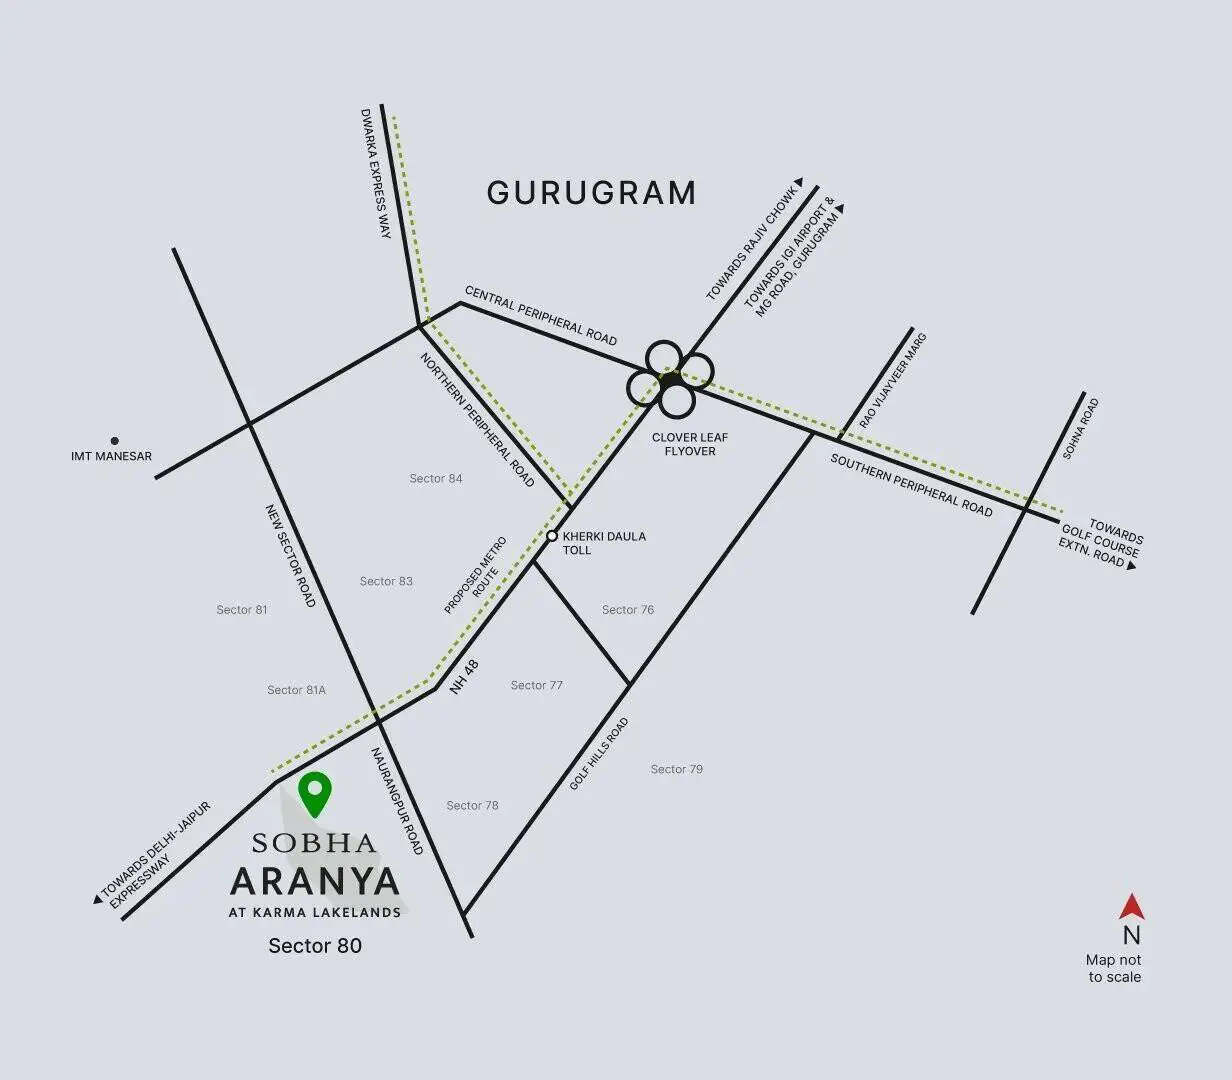 DWARKA EXPRESS WAY
GURUGRAM
TOWARDS RAJIV CHOWK
TOWARDS IGI AIRPORT &
MG ROAD, GURUGRAM
CENTRAL PERIPHERAL ROAD
NORTHERN PERIPHERAL ROAD
RAO VIJAYVEER MARG
SOHNA ROAD
CLOVER LEAF
FLYOVER
IMT MANESAR
SOUTHERN PERIPHERAL ROAD
Sector 84
TOWARDS
GOLF COURSE
EXTN. ROAD
KHERKI DAULA
TOLL
NEW SECTOR ROAD
PROPOSED METRO
ROUTE
Sector 83
Sector 81
Sector 76
Sector 81A
NH 48
Sector 77
GOLF HILLS ROAD
Sector 79
NAURANGPUR ROAD
Sector 78
TOWARDS DELHI-JAIPUR
EXPRESSWAY
SOBHA
ARANYA
AT KARMA LAKELANDS
Sector 80
N
Map not
to scale